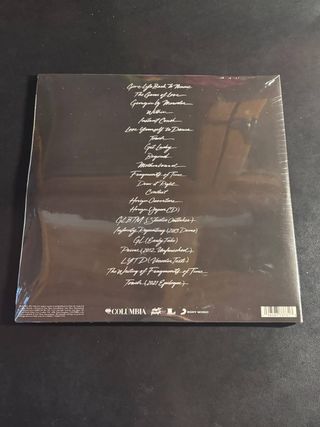 Give Life Back to Music
The Game of Love
Giorgio by Moroder
Within
Instant Crush
Lose Yourself to Dance
Touch
Get Lucky
Beyond
Motherboard
Fragments of Time
Doin' it Right
Contact
Horizon Ouverture
Horizon (Japan CD)
GLBTM (Studio Outtakes)
Infinity Repeating (2013 Demo)
GL (Early Take)
Prime (2012 Unfinished)
LYTD (Vocoder Tests)
The Writing of Fragments of Time
Touch (2021 Epilogue)
COLUMBIA
SONY MUSIC